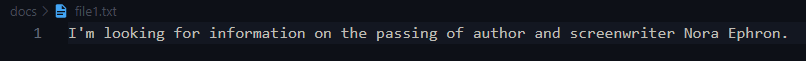 docs > file1.txt
1 I'm looking for information on the passing of author and screenwriter Nora Ephron.